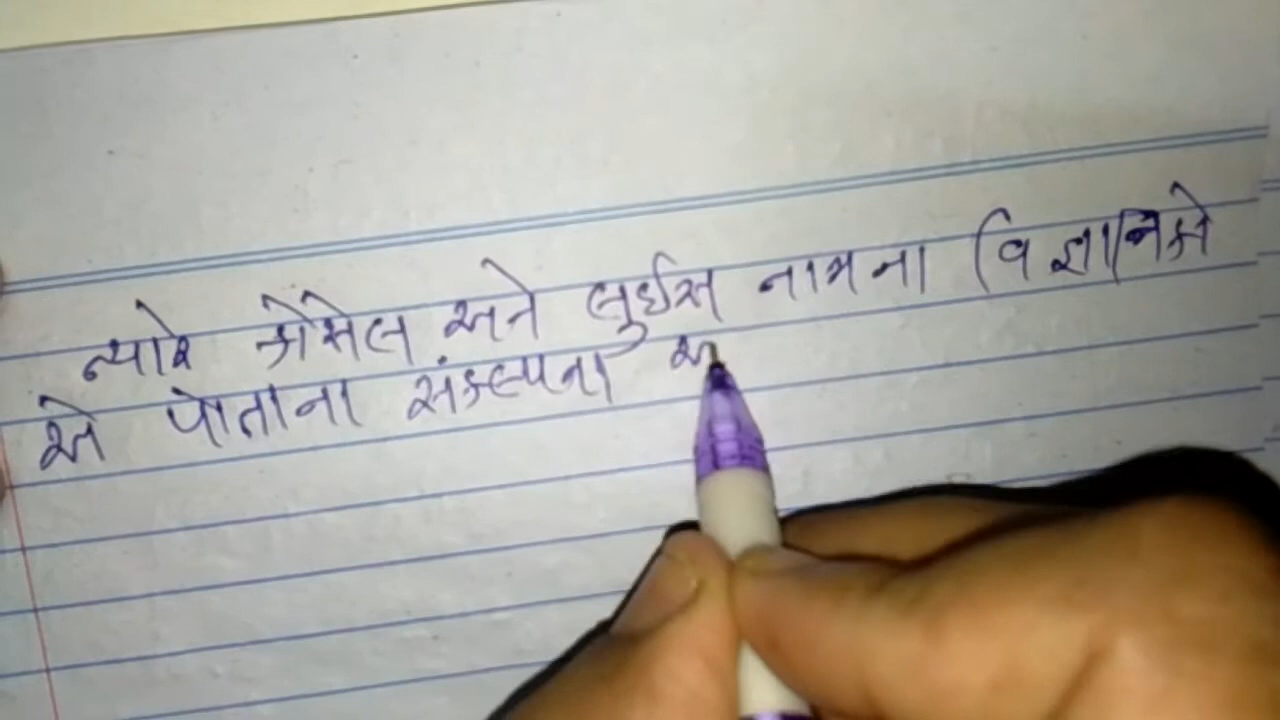 ત્યારે કોસેલ અને લુઈસ નામના વિજ્ઞાનિકો
એ પોતાના સંકલ્પના અ